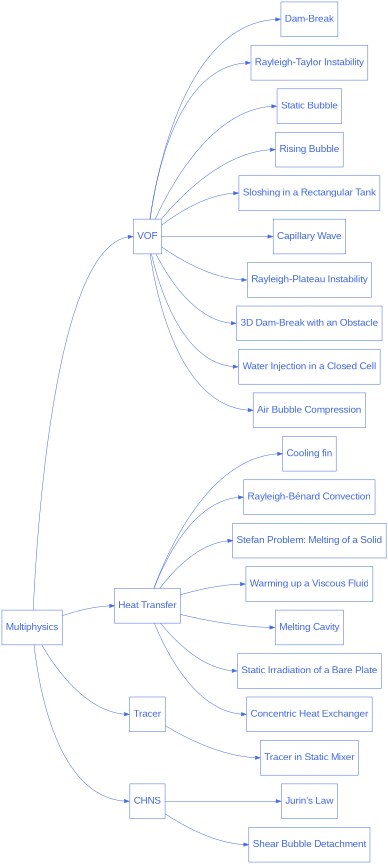 Dam-Break
Rayleigh-Taylor Instability
Static Bubble
Rising Bubble
Sloshing in a Rectangular Tank
VOF
Capillary Wave
Rayleigh-Plateau Instability
3D Dam-Break with an Obstacle
Water Injection in a Closed Cell
Air Bubble Compression
Cooling fin
Rayleigh-Bénard Convection
Stefan Problem: Melting of a Solid
Warming up a Viscous Fluid
Heat Transfer
Multiphysics
Melting Cavity
Static Irradiation of a Bare Plate
Concentric Heat Exchanger
Tracer
Tracer in Static Mixer
CHNS
Jurin's Law
Shear Bubble Detachment